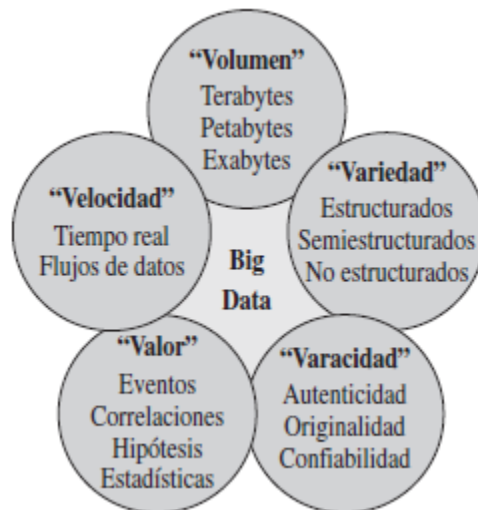 “Volumen”
Terabytes
Petabytes
Exabytes
“Variedad”
Estructurados
Semiestructurados
No estructurados
“Velocidad”
Tiempo real
Flujos de datos
Big
Data
“Valor”
Eventos
Correlaciones
Hipótesis
Estadísticas
“Varacidad”
Autenticidad
Originalidad
Confiabilidad